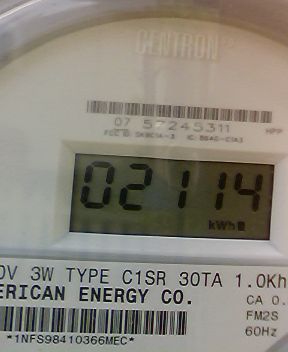 CENTRON
07 57245311
HPP
02114
kWh
0V 3W TYPE C1SR 30TA 1.0Kh
ERICAN ENERGY CO.
CA 0.
FM2S
60Hz
*1NFS98410366MEC*